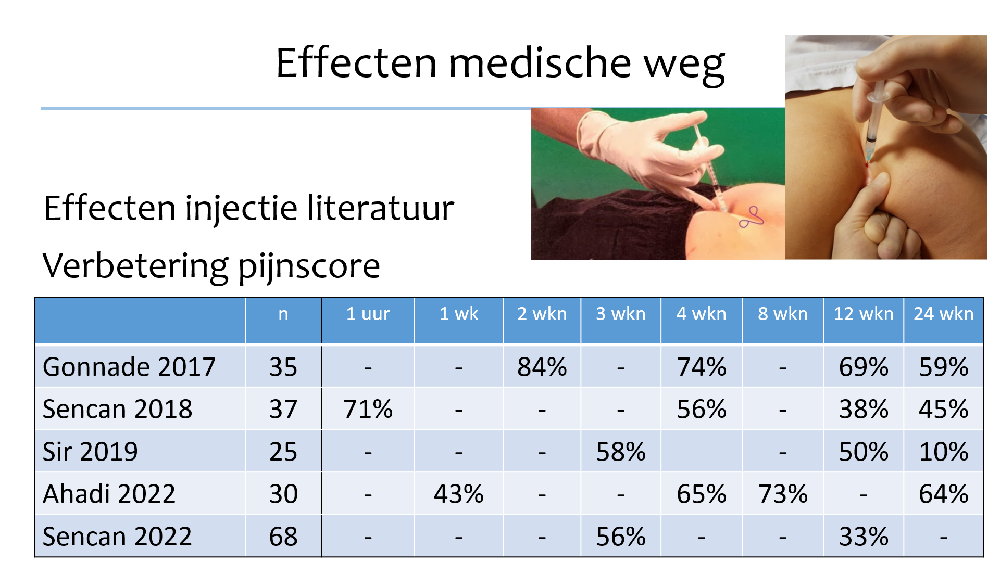 Effecten medische weg
Effecten injectie literatuur
Verbetering pijnscore
n 1 uur 1 wk 2 wkn 3 wkn 4 wkn 8 wkn 12 wkn 24 wkn
Gonnade 2017 35 - - 84% - 74% - 69% 59%
Sencan 2018 37 71% - - - 56% - 38% 45%
Sir 2019 25 - - - 58% - 50% 10%
Ahadi 2022 30 - 43% - - 65% 73% - 64%
Sencan 2022 68 - - - 56% - - 33% -